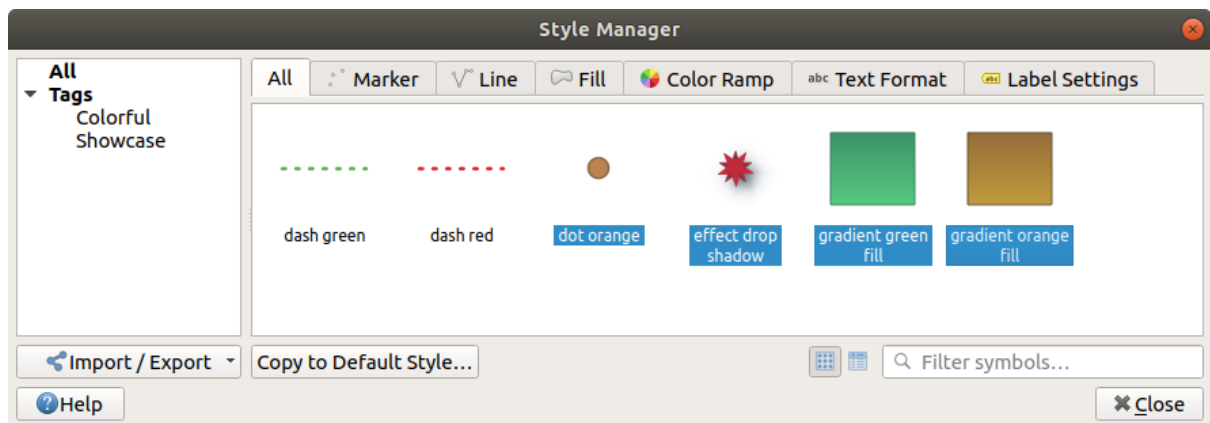 Style Manager
All
Tags
Colorful
Showcase
All
Marker
Line
Fill
Color Ramp
abc Text Format
abc Label Settings
dash green
dash red
dot orange
effect drop
shadow
gradient green
fill
gradient orange
fill
Import / Export
Copy to Default Style...
Filter symbols...
Help
Close